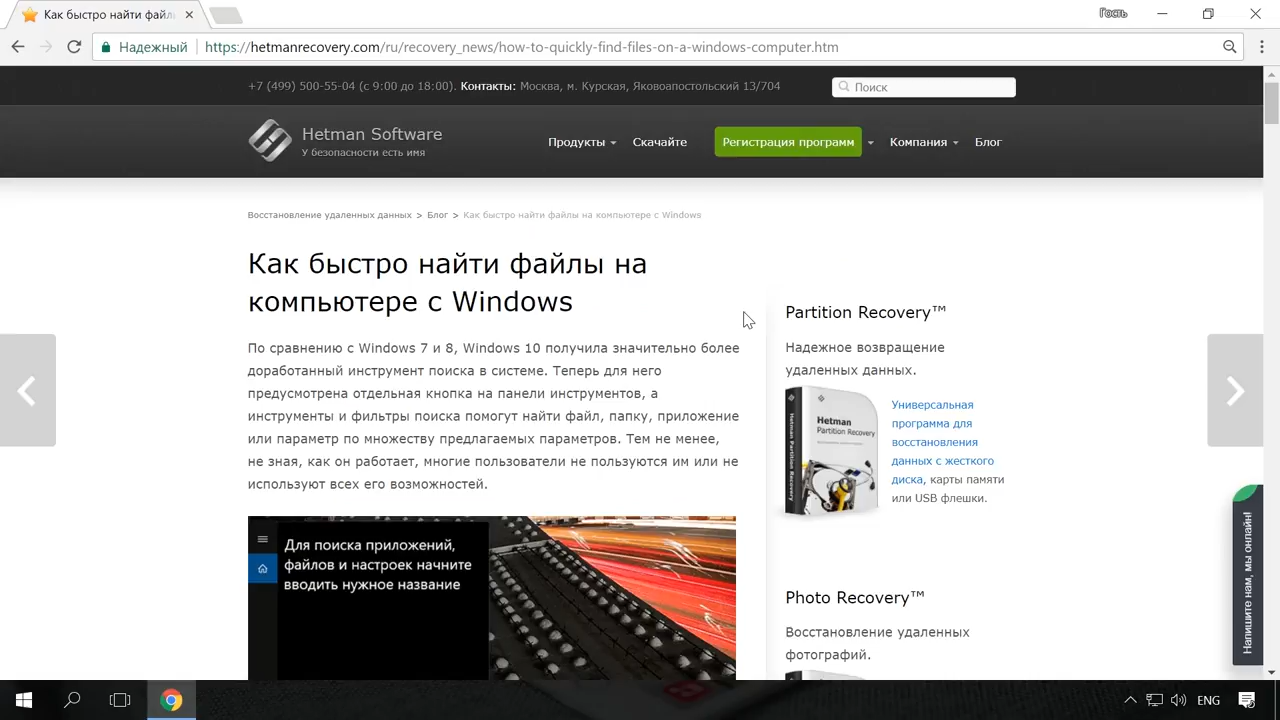 Как быстро найти файл
Гость
Надежный
https://hetmanrecovery.com/ru/recovery_news/how-to-quickly-find-files-on-a-windows-computer.htm
+7 (499) 500-55-04 (с 9:00 до 18:00). Контакты: Москва, м. Курская, Яковоапостольский 13/704
Поиск
Hetman Software
У безопасности есть имя
Продукты
Скачайте
Регистрация программ
Компания
Блог
Восстановление удаленных данных > Блог > Как быстро найти файлы на компьютере с Windows
Как быстро найти файлы на
компьютере с Windows
По сравнению с Windows 7 и 8, Windows 10 получила значительно более
доработанный инструмент поиска в системе. Теперь для него
предусмотрена отдельная кнопка на панели инструментов, а
инструменты и фильтры поиска помогут найти файл, папку, приложение
или параметр по множеству предлагаемых параметров. Тем не менее,
не зная, как он работает, многие пользователи не пользуются им или не
используют всех его возможностей.
Для поиска приложений,
файлов и настроек начните
вводить нужное название
Partition Recovery™
Надежное возвращение
удаленных данных.
Hetman
Partition Recovery
Hetman Partition Recovery
Универсальная
программа для
восстановления
данных с жесткого
диска, карты памяти
или USB флешки.
Photo Recovery™
Восстановление удаленных
фотографий.
Напишите нам, мы онлайн!
ENG